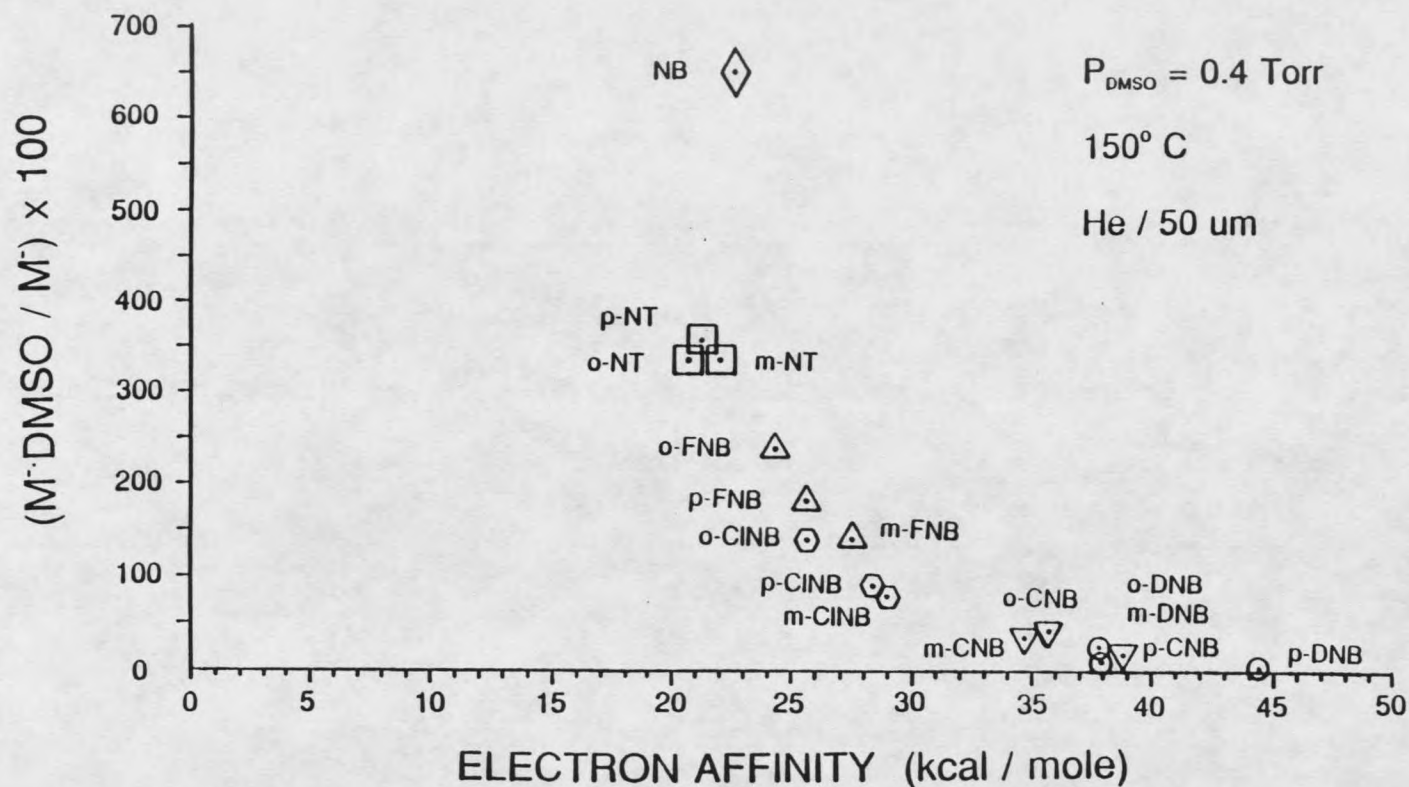 (M⁻·DMSO / M⁻) x 100
700
600
500
400
300
200
100
0
NB
P_DMSO = 0.4 Torr
150° C
He / 50 um
p-NT
o-NT
m-NT
o-FNB
p-FNB
o-ClNB
m-FNB
p-ClNB
m-ClNB
o-CNB
m-CNB
o-DNB
m-DNB
p-CNB
p-DNB
0 5 10 15 20 25 30 35 40 45 50
ELECTRON AFFINITY (kcal / mole)